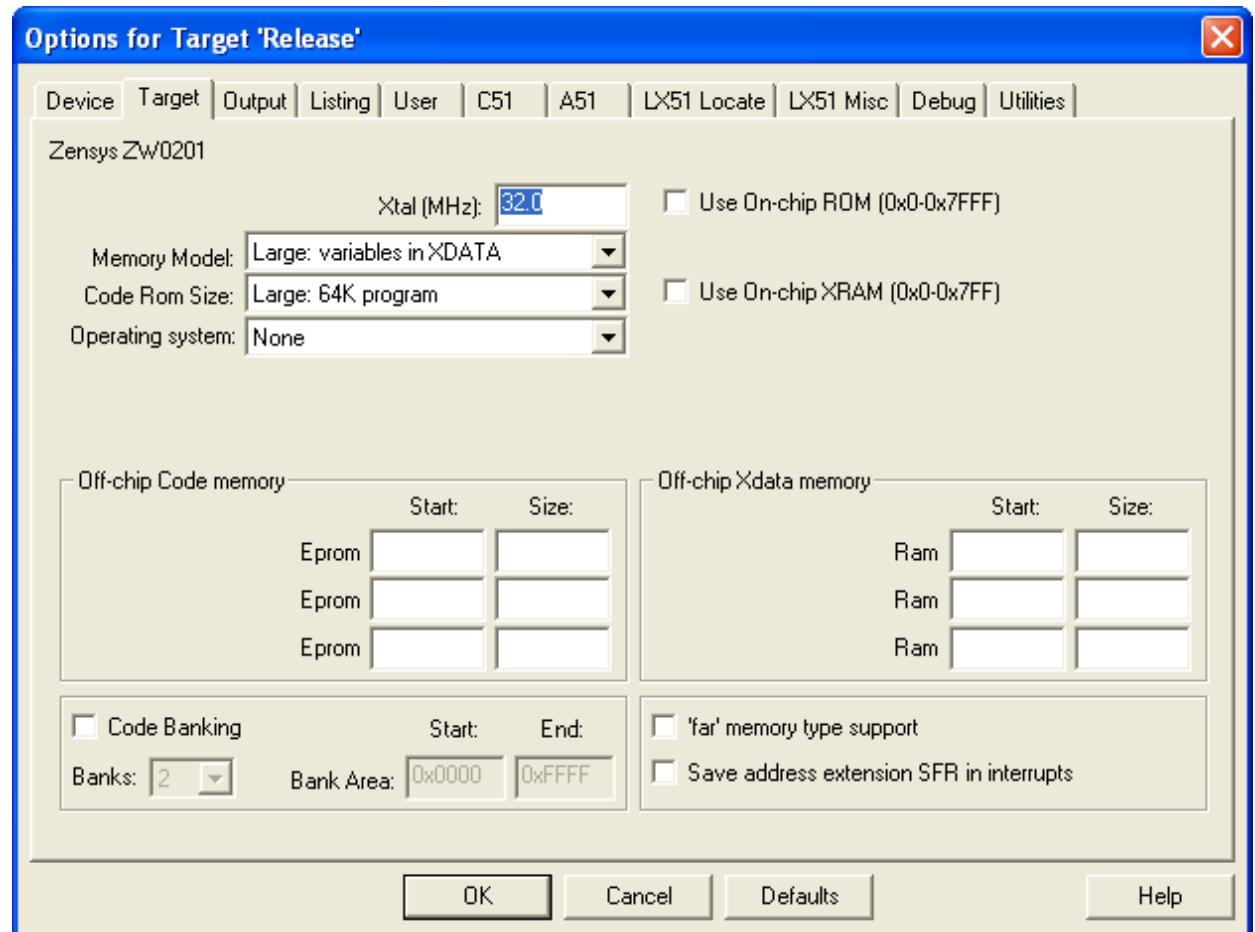 Options for Target 'Release'
Device Target Output Listing User C51 A51 LX51 Locate LX51 Misc Debug Utilities
Zensys ZW0201
Xtal (MHz): 32.0 Use On-chip ROM (0x0-0x7FFF)
Memory Model: Large: variables in XDATA
Code Rom Size: Large: 64K program Use On-chip XRAM (0x0-0x7FF)
Operating system: None
Off-chip Code memory Off-chip Xdata memory
Start: Size: Start: Size:
Eprom Ram
Eprom Ram
Eprom Ram
Code Banking Start: End: 'far' memory type support
Banks: 2 Bank Area: 0x0000 0xFFFF Save address extension SFR in interrupts
OK Cancel Defaults Help